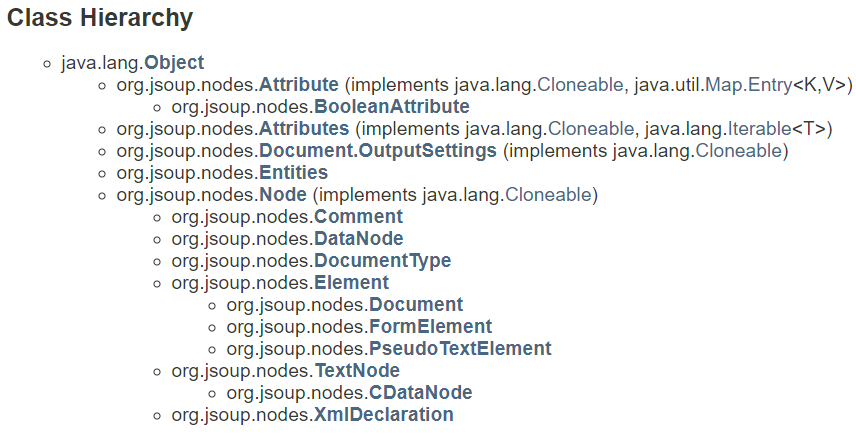 Class Hierarchy
java.lang.Object
org.jsoup.nodes.Attribute (implements java.lang.Cloneable, java.util.Map.Entry<K,V>)
org.jsoup.nodes.BooleanAttribute
org.jsoup.nodes.Attributes (implements java.lang.Cloneable, java.lang.Iterable<T>)
org.jsoup.nodes.Document.OutputSettings (implements java.lang.Cloneable)
org.jsoup.nodes.Entities
org.jsoup.nodes.Node (implements java.lang.Cloneable)
org.jsoup.nodes.Comment
org.jsoup.nodes.DataNode
org.jsoup.nodes.DocumentType
org.jsoup.nodes.Element
org.jsoup.nodes.Document
org.jsoup.nodes.FormElement
org.jsoup.nodes.PseudoTextElement
org.jsoup.nodes.TextNode
org.jsoup.nodes.CDataNode
org.jsoup.nodes.XmlDeclaration